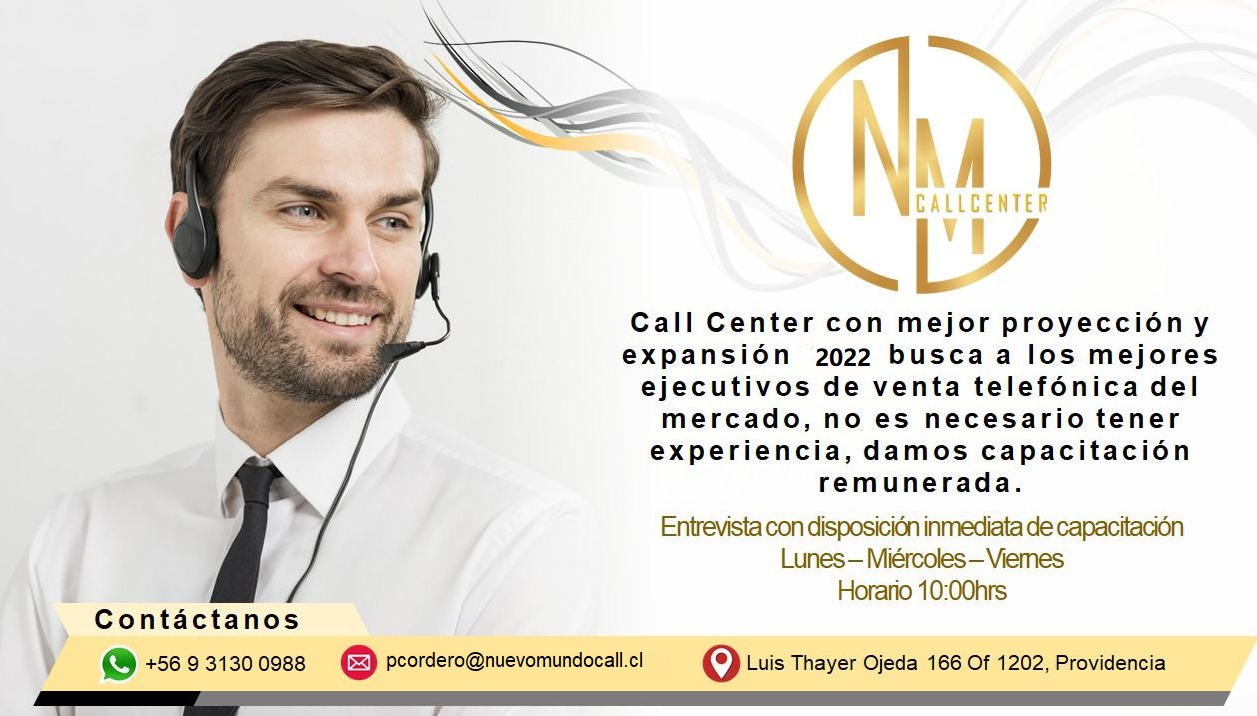 NM
CALLCENTER
Call Center con mejor proyección y
expansión 2022 busca a los mejores
ejecutivos de venta telefónica del
mercado, no es necesario tener
experiencia, damos capacitación
remunerada.
Entrevista con disposición inmediata de capacitación
Lunes – Miércoles – Viernes
Horario 10:00hrs
Contáctanos
+56 9 3130 0988 pcordero@nuevomundocall.cl Luis Thayer Ojeda 166 Of 1202, Providencia